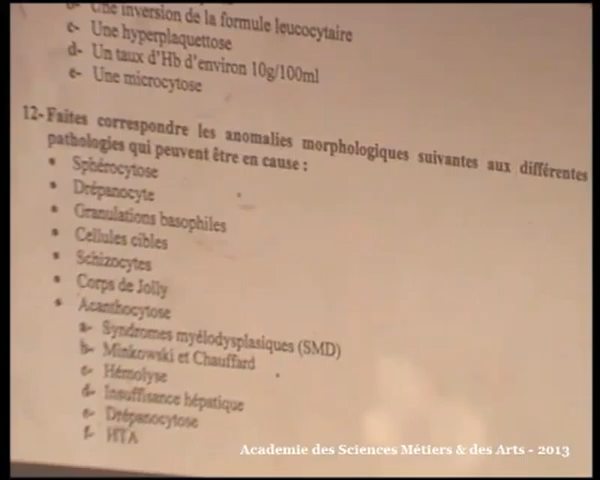 b- Une inversion de la formule leucocytaire
c- Une hyperplaquettose
d- Un taux d'Hb d'environ 10g/100ml
e- Une microcytose
12- Faites correspondre les anomalies morphologiques suivantes aux différentes
pathologies qui peuvent être en cause :
• Sphérocytose
• Drépanocyte
• Granulations basophiles
• Cellules cibles
• Schizocytes
• Corps de Jolly
• Acanthocytose
a- Syndromes myélodysplasiques (SMD)
b- Minkowski et Chauffard
c- Hémolyse
d- Insuffisance hépatique
e- Drépanocytose
f- HTA
Academie des Sciences Métiers & des Arts - 2013